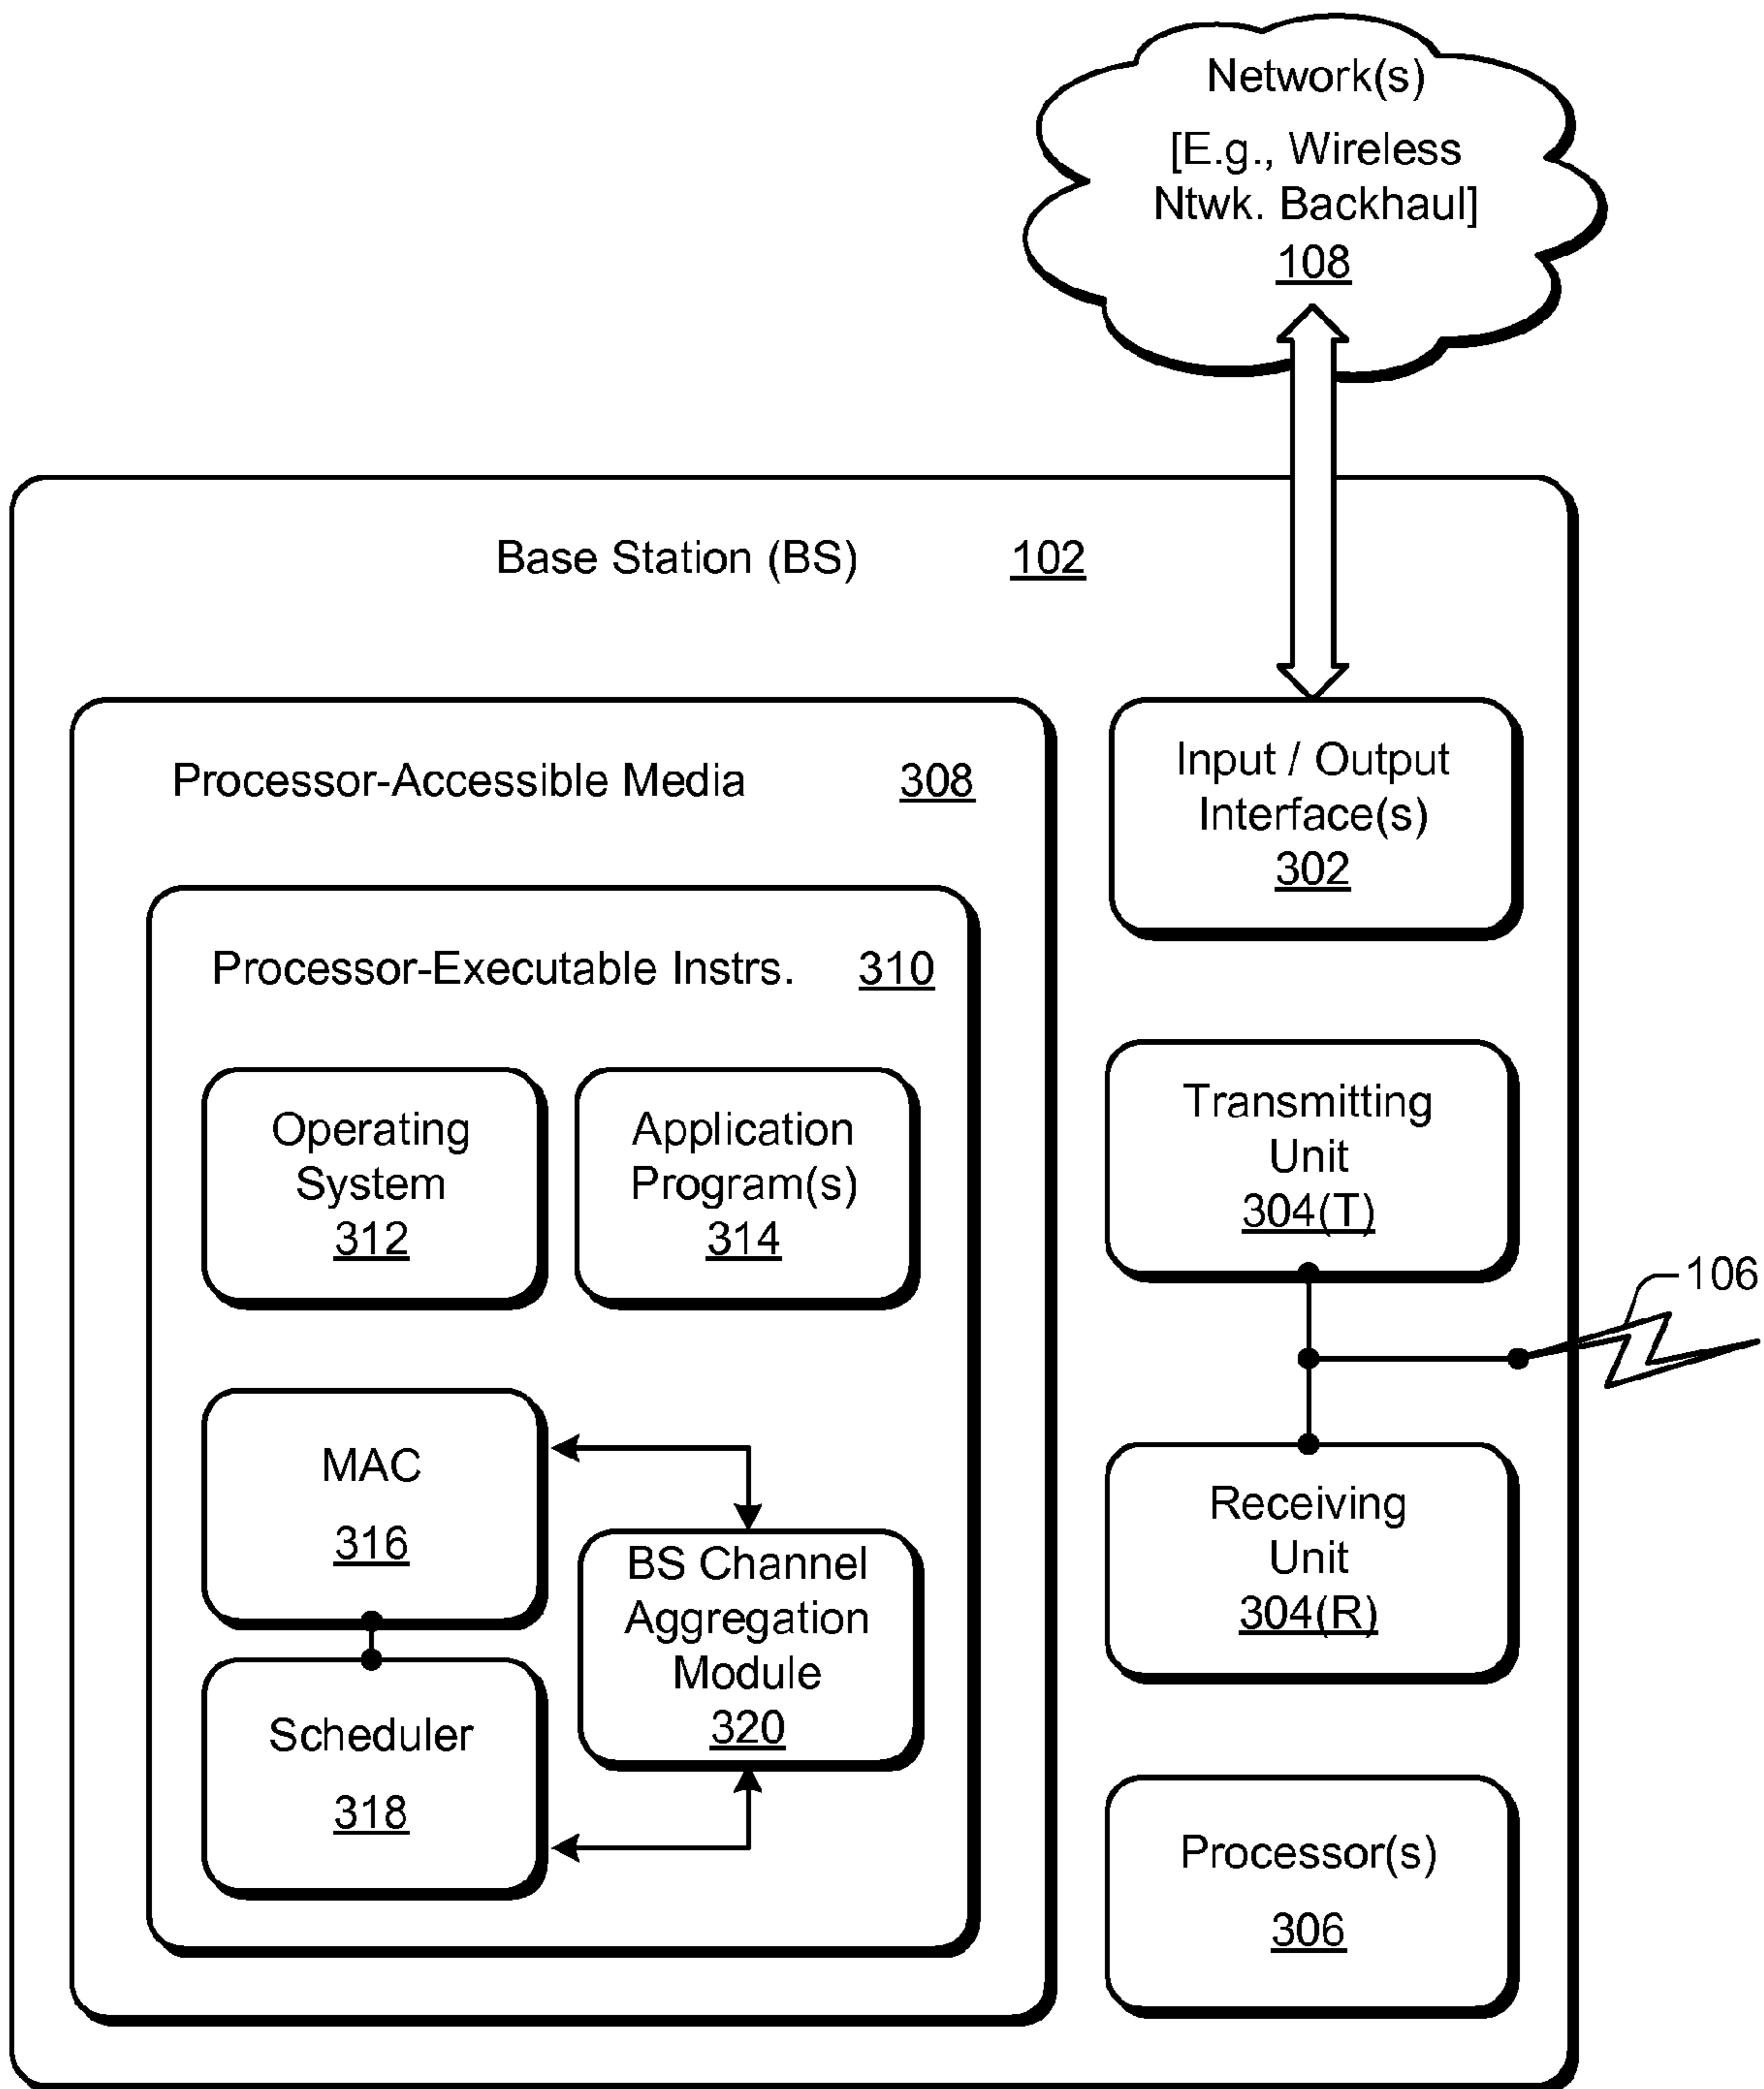 Network(s)
[E.g., Wireless
Ntwk. Backhaul]
108
Base Station (BS) 102
Processor-Accessible Media 308
Processor-Executable Instrs. 310
Operating
System
312
Application
Program(s)
314
MAC
316
Scheduler
318
BS Channel
Aggregation
Module
320
Input / Output
Interface(s)
302
Transmitting
Unit
304(T)
106
Receiving
Unit
304(R)
Processor(s)
306